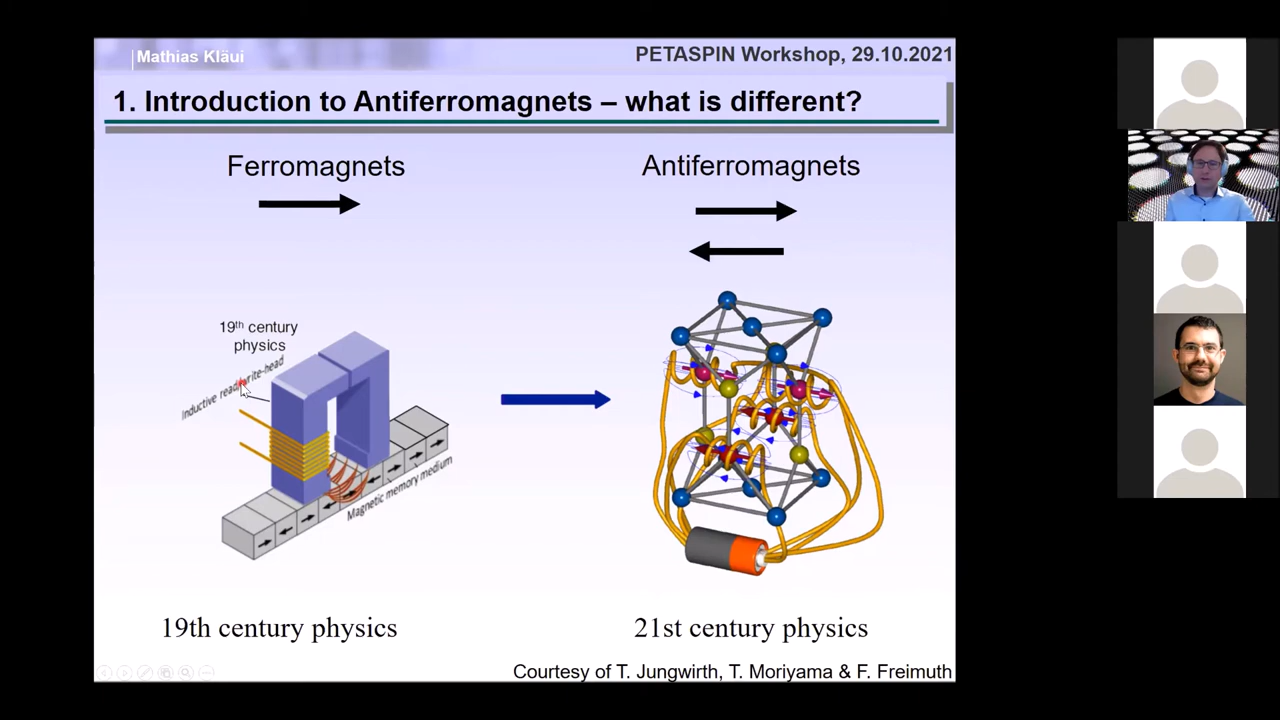 Mathias Kläui
PETASPIN Workshop, 29.10.2021
1. Introduction to Antiferromagnets – what is different?
Ferromagnets
Antiferromagnets
19th century
physics
Inductive read/write-head
Magnetic memory medium
19th century physics
21st century physics
Courtesy of T. Jungwirth, T. Moriyama & F. Freimuth